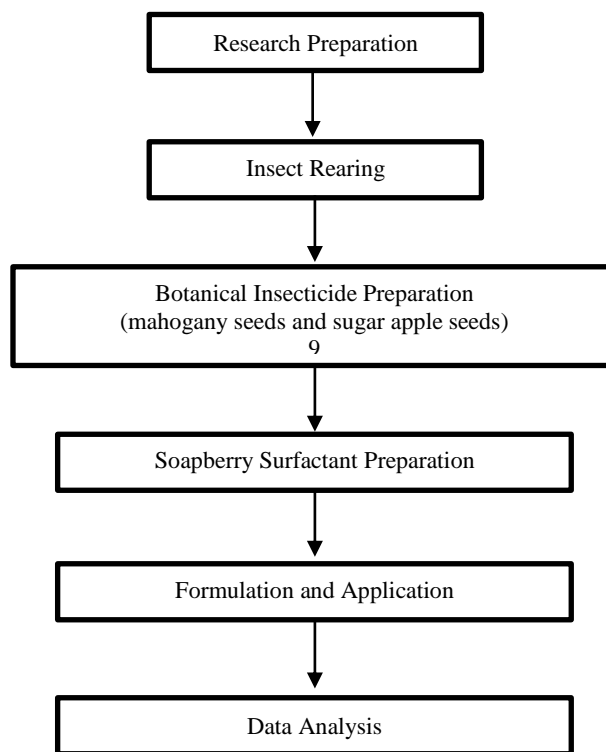 Research Preparation
Insect Rearing
Botanical Insecticide Preparation
(mahogany seeds and sugar apple seeds)
9
Soapberry Surfactant Preparation
Formulation and Application
Data Analysis